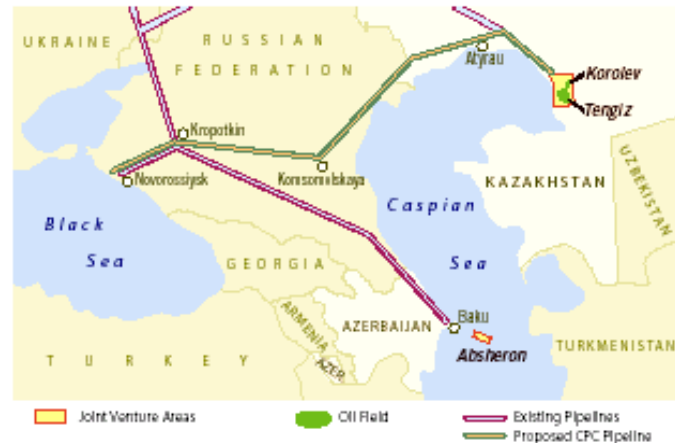 UKRAINE
RUSSIAN
FEDERATION
Atyrau
Korolev
Tengiz
Kropotkin
Komsomolskaya
Novorossiysk
KAZAKHSTAN
UZBEKISTAN
Black
Sea
Caspian
Sea
GEORGIA
ARMENIA
AZER.
AZERBAIJAN
Baku
Absheron
TURKMENISTAN
TURKEY
Joint Venture Areas
Oil Field
Existing Pipelines
Proposed CPC Pipeline